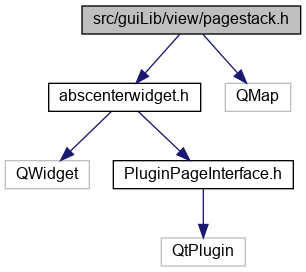 src/guiLib/view/pagestack.h
abscenterwidget.h
QMap
QWidget
PluginPageInterface.h
QtPlugin